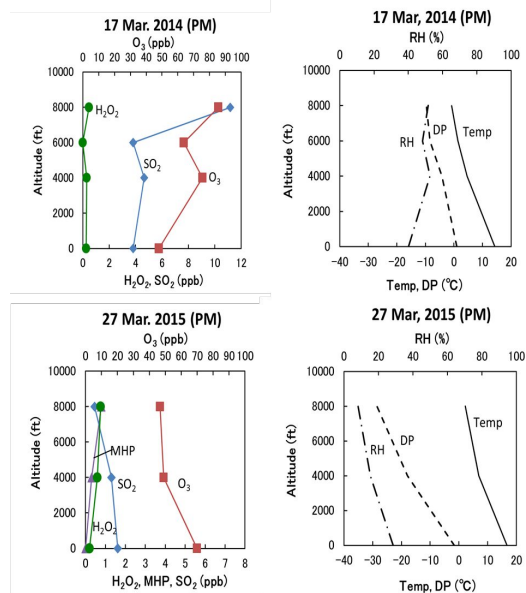 17 Mar. 2014 (PM)
O₃ (ppb)
0 10 20 30 40 50 60 70 80 90 100
10000
8000
6000
4000
2000
0
Altitude (ft)
H₂O₂
SO₂
O₃
0 2 4 6 8 10 12
H₂O₂, SO₂ (ppb)
17 Mar, 2014 (PM)
RH (%)
0 20 40 60 80 100
10000
8000
6000
4000
2000
0
Altitude (ft)
RH
DP
Temp
-40 -30 -20 -10 0 10 20
Temp, DP (℃)
27 Mar. 2015 (PM)
O₃ (ppb)
0 10 20 30 40 50 60 70 80 90 100
10000
8000
6000
4000
2000
0
Altitude (ft)
MHP
SO₂
O₃
H₂O₂
0 1 2 3 4 5 6 7 8
H₂O₂, MHP, SO₂ (ppb)
27 Mar, 2015 (PM)
RH (%)
0 20 40 60 80 100
10000
8000
6000
4000
2000
0
Altitude (ft)
RH
DP
Temp
-40 -30 -20 -10 0 10 20
Temp, DP (℃)